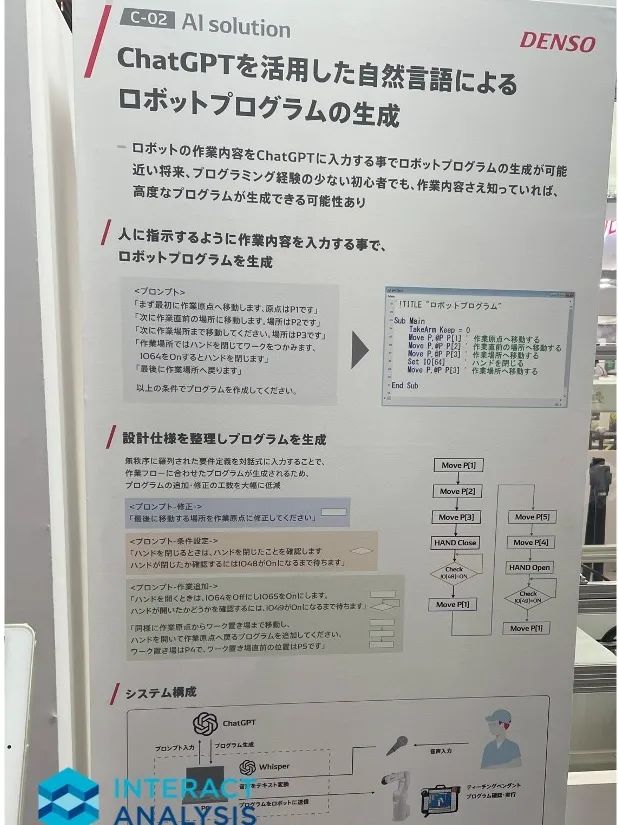 C-02 AI solution
DENSO
ChatGPTを活用した自然言語による
ロボットプログラムの生成
− ロボットの作業内容をChatGPTに入力する事でロボットプログラムの生成が可能
近い将来、プログラミング経験の少ない初心者でも、作業内容さえ知っていれば、
高度なプログラムが生成できる可能性あり
人に指示するように作業内容を入力する事で、
ロボットプログラムを生成
<プロンプト>
「まず最初に作業原点へ移動します、原点はP1です」
「次に作業直前の場所に移動します、場所はP2です」
「次に作業場所まで移動してください、場所はP3です」
「作業場所ではハンドを閉じてワークをつかみます、
IO64をOnするとハンドを閉じます」
「最後に作業場所へ戻ります」
以上の条件でプログラムを作成してください。
'!TITLE "ロボットプログラム"
Sub Main
TakeArm Keep = 0
Move P,@P P[1] ' 作業原点へ移動する
Move P,@P P[2] ' 作業直前の場所へ移動する
Move P,@P P[3] ' 作業場所へ移動する
Set IO[64] ' ハンドを閉じる
Move P,@P P[3] ' 作業場所へ移動する
End Sub
設計仕様を整理しプログラムを生成
無秩序に羅列された要件定義を対話式に入力することで、
作業フローに合わせたプログラムが生成されるため、
プログラムの追加・修正の工数を大幅に低減
<プロンプト-修正->
「最後に移動する場所を作業原点に修正してください」
<プロンプト-条件設定->
「ハンドを閉じるときは、ハンドを閉じたことを確認します
ハンドが閉じたか確認するにはIO48がOnになるまで待ちます」
<プロンプト-作業追加->
「ハンドを開くときは、IO64をOffにしIO65をOnにします。
ハンドが開いたかどうかを確認するには、IO49がOnになるまで待ちます」
「同様に作業原点からワーク置き場まで移動し、
ハンドを開いて作業原点へ戻るプログラムを追加してください。
ワーク置き場はP4で、ワーク置き場直前の位置はP5です」
Move P[1]
Move P[2]
Move P[3]
HAND Close
Check
IO[48]=ON
Move P[1]
Move P[5]
Move P[4]
HAND Open
Check
IO[49]=ON
Move P[1]
システム構成
ChatGPT
プロンプト入力
プログラム生成
Whisper
音声をテキスト変換
PC
プログラムをロボットに送信
音声入力
ティーチングペンダント
プログラム確認・実行
INTERACT
ANALYSIS